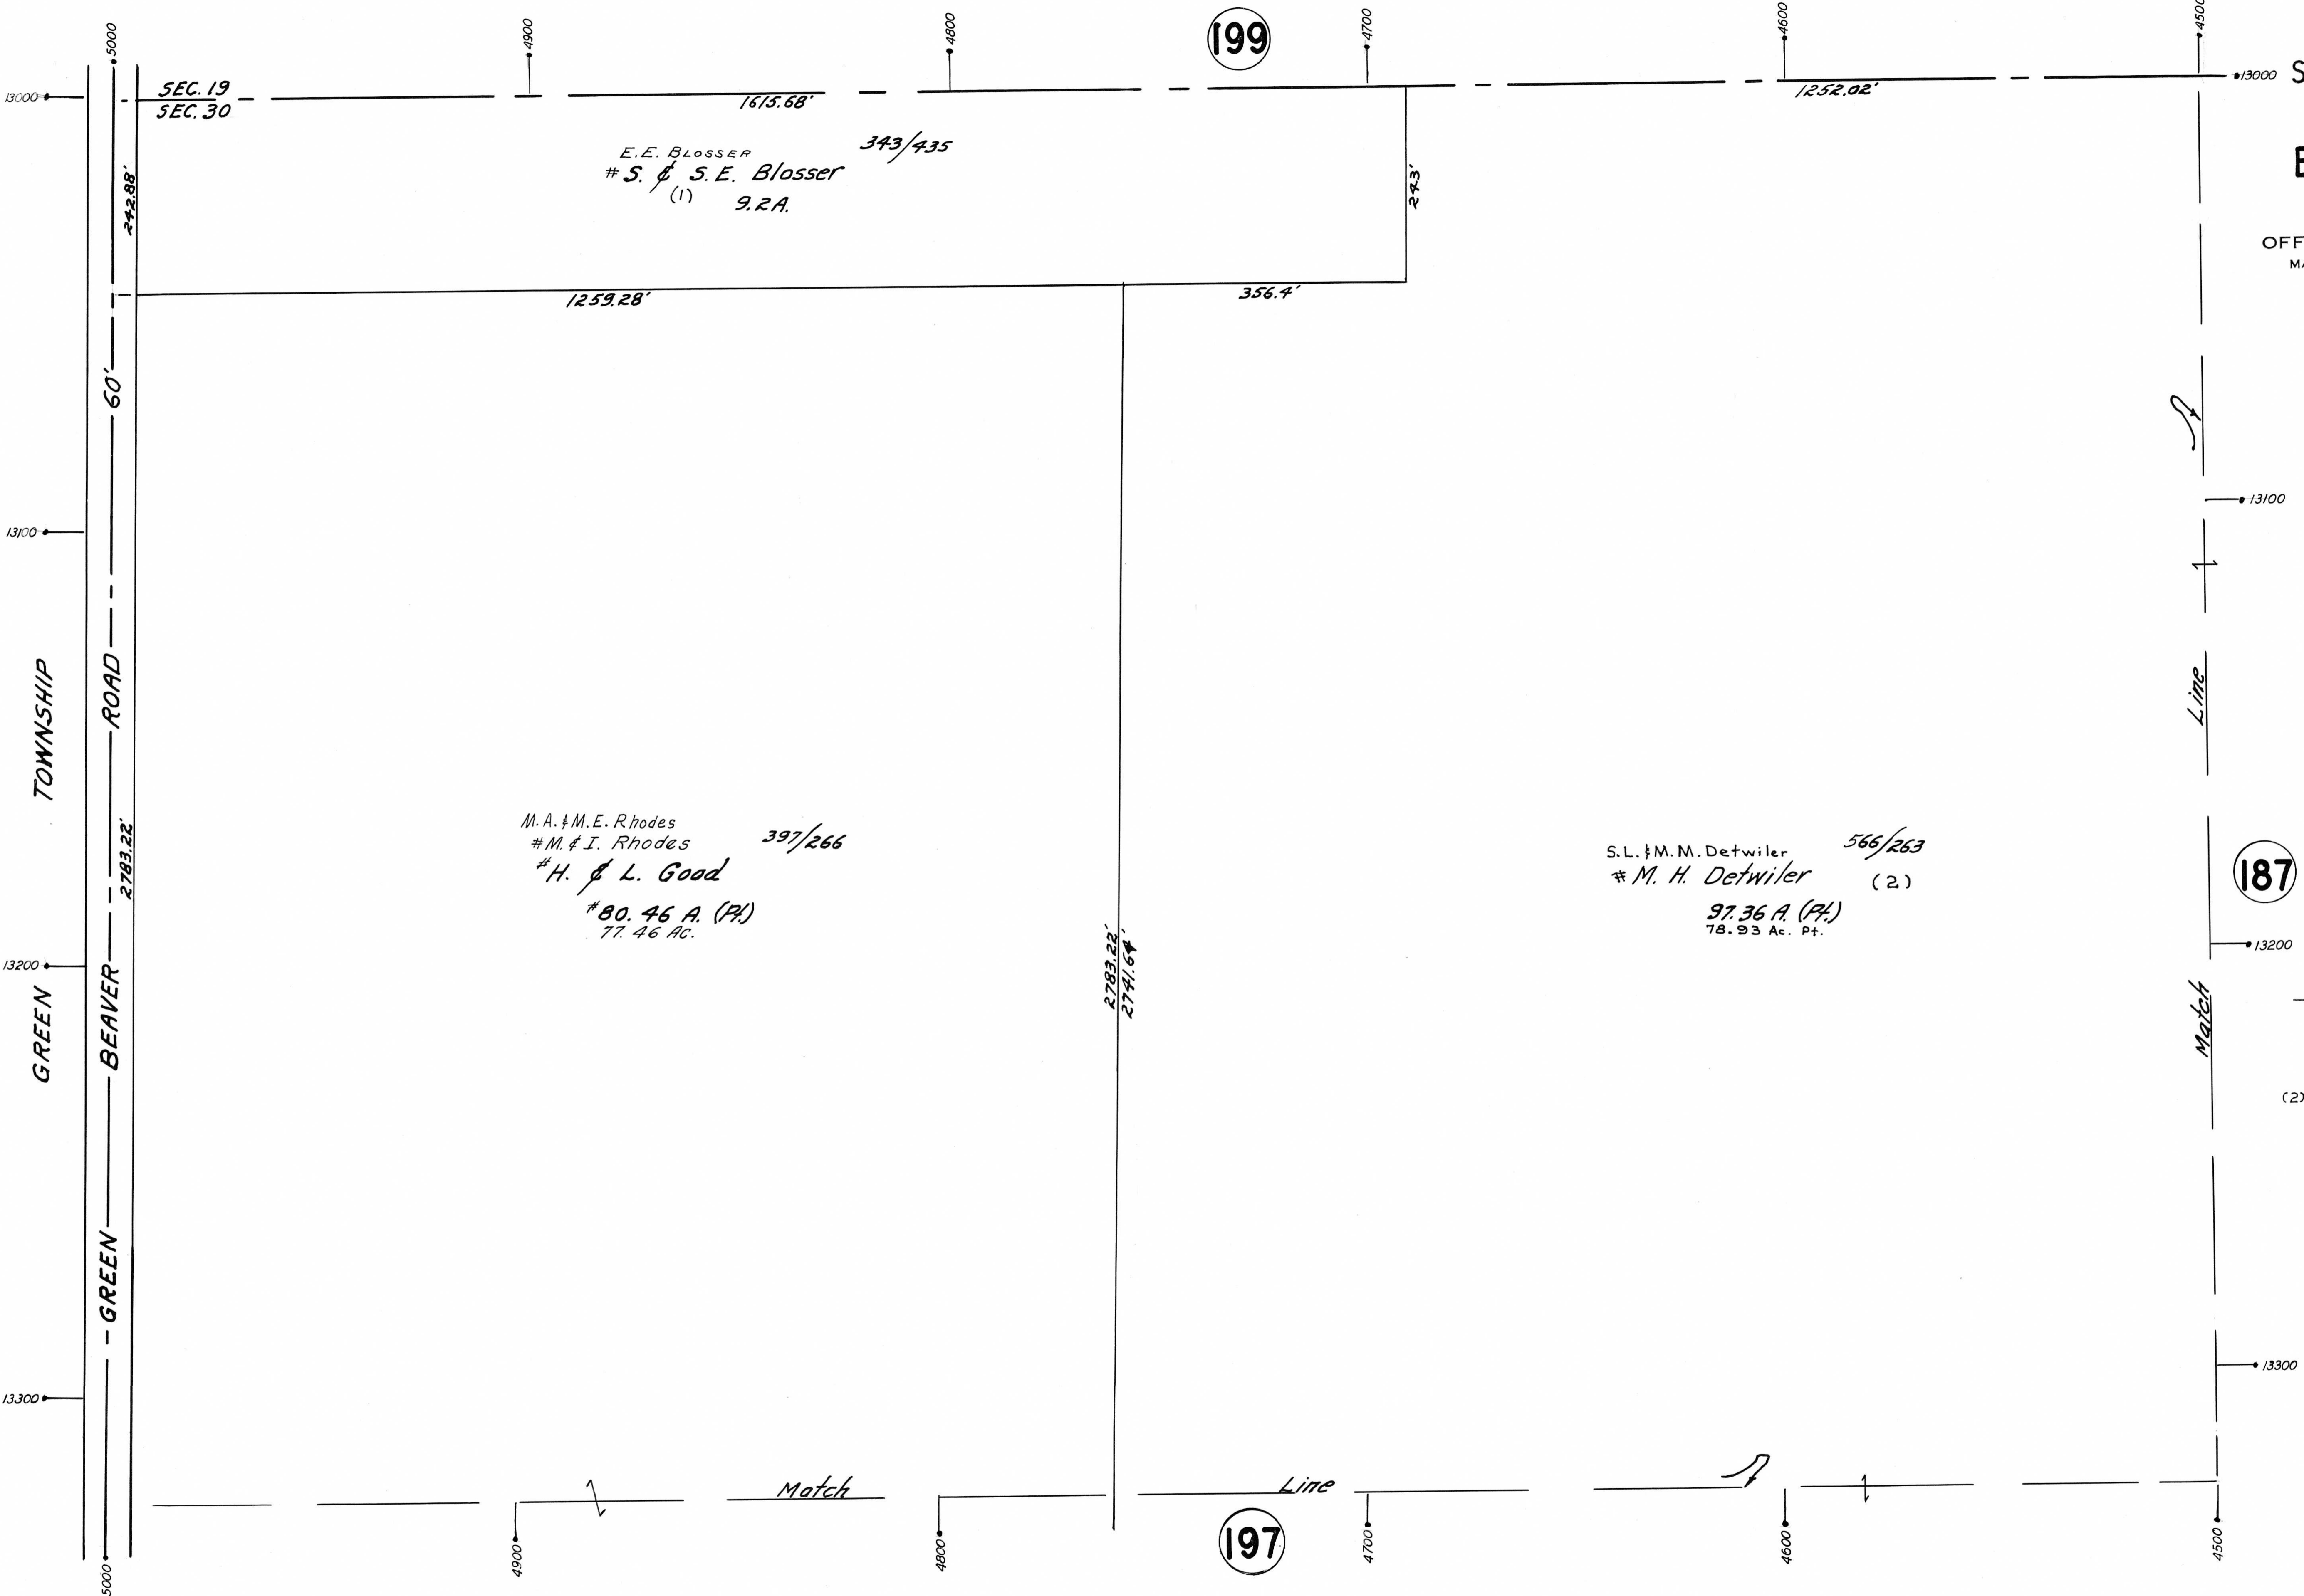 5000
4900
4800
199
4700
4600
4500
13000
SEC. 19
SEC. 30
1615.68'
1252.02'
13000
S
E.E. BLOSSER
343/435
# S. & S.E. Blosser
(1) 9.2A.
242.88'
243'
B
OFF
MA
1259.28'
356.4'
60'
13100
13100
GREEN TOWNSHIP
GREEN BEAVER ROAD
2783.22'
M.A. & M.E. Rhodes
# M. & I. Rhodes
397/266
# H. & L. Good
# 80.46 A. (Pt.)
77.46 AC.
2783.22'
2741.64'
S.L. & M.M. Detwiler
566/263
# M. H. Detwiler (2)
97.36 A. (Pt.)
78.93 Ac. Pt.
Match Line
187
13200
13200
(2)
13300
13300
Match Line
197
5000
4900
4800
4700
4600
4500